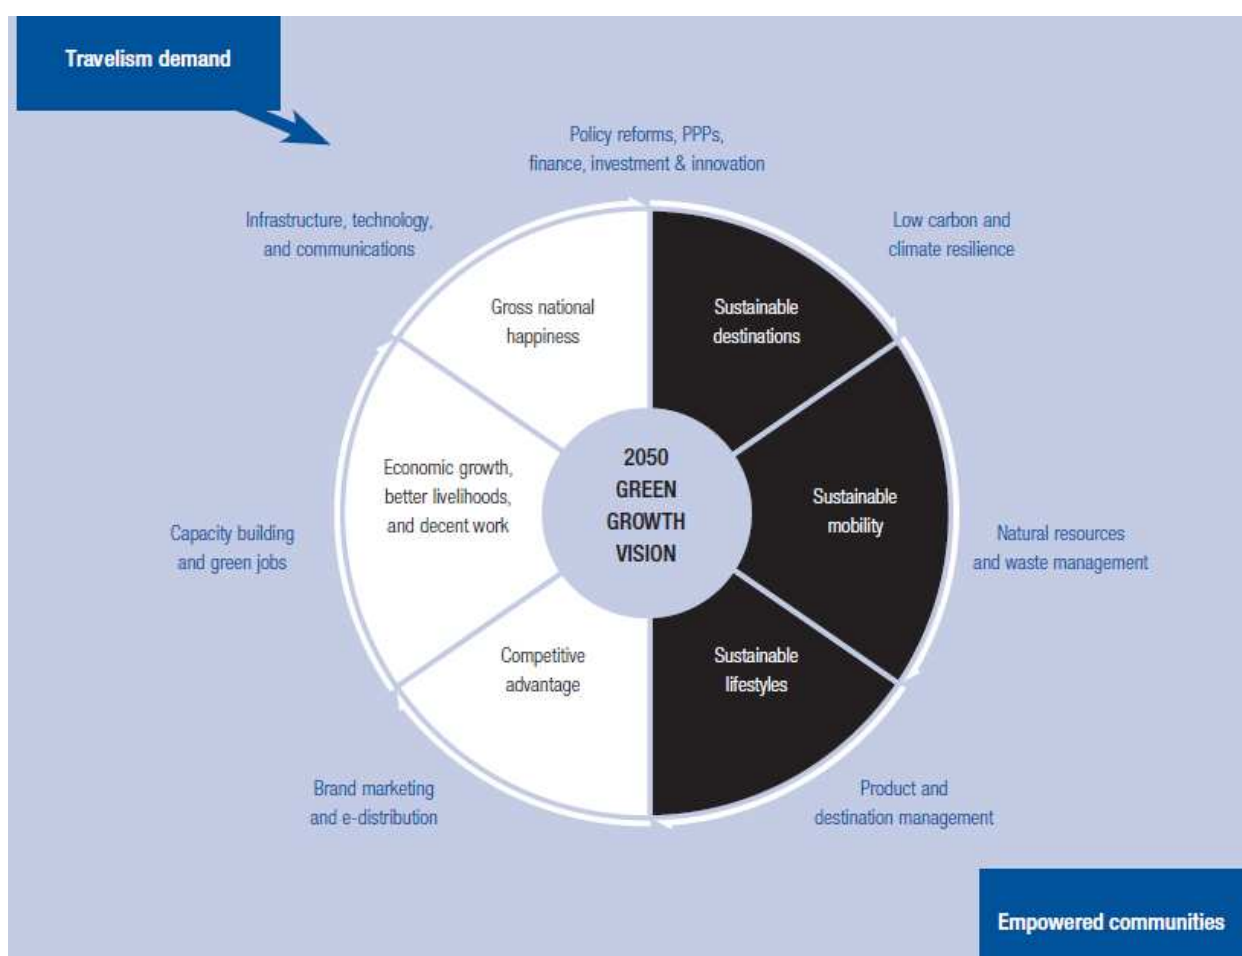 Travelism demand
Policy reforms, PPPs,
finance, investment & innovation
Infrastructure, technology,
and communications
Low carbon and
climate resilience
Gross national
happiness
Sustainable
destinations
Economic growth,
better livelihoods,
and decent work
2050
GREEN
GROWTH
VISION
Sustainable
mobility
Capacity building
and green jobs
Natural resources
and waste management
Competitive
advantage
Sustainable
lifestyles
Brand marketing
and e-distribution
Product and
destination management
Empowered communities